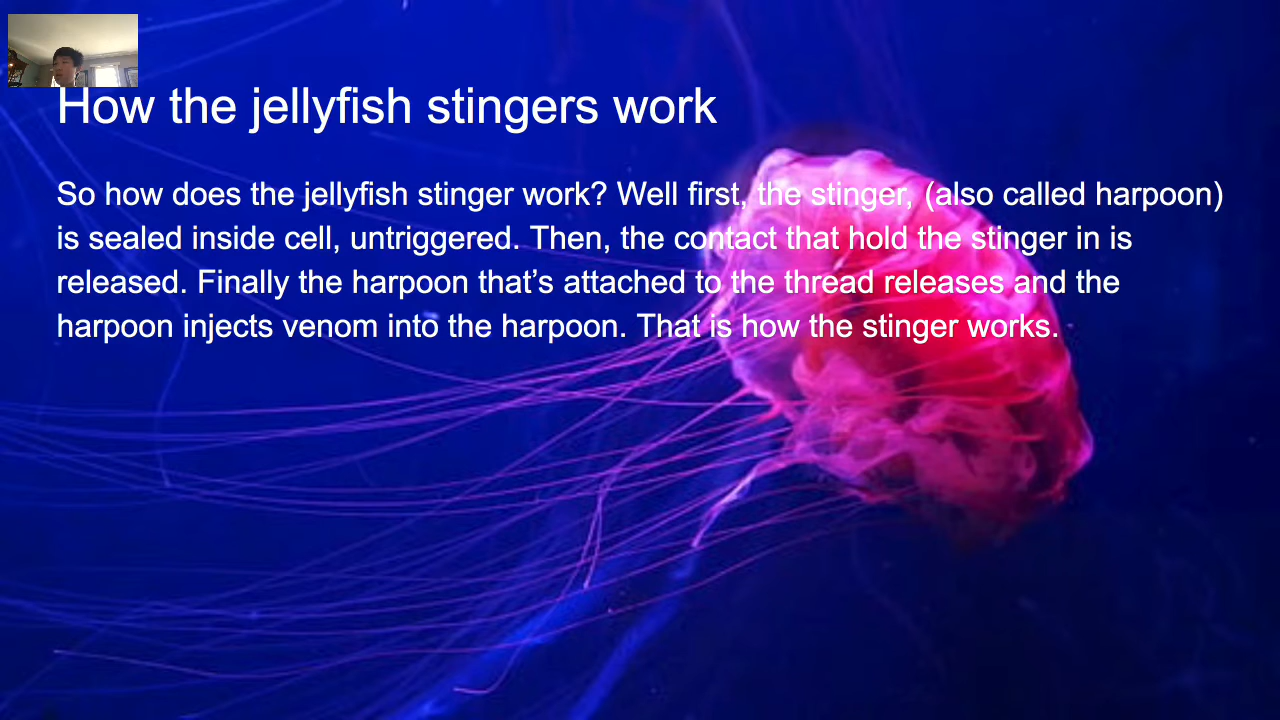 How the jellyfish stingers work
So how does the jellyfish stinger work? Well first, the stinger, (also called harpoon)
is sealed inside cell, untriggered. Then, the contact that hold the stinger in is
released. Finally the harpoon that’s attached to the thread releases and the
harpoon injects venom into the harpoon. That is how the stinger works.